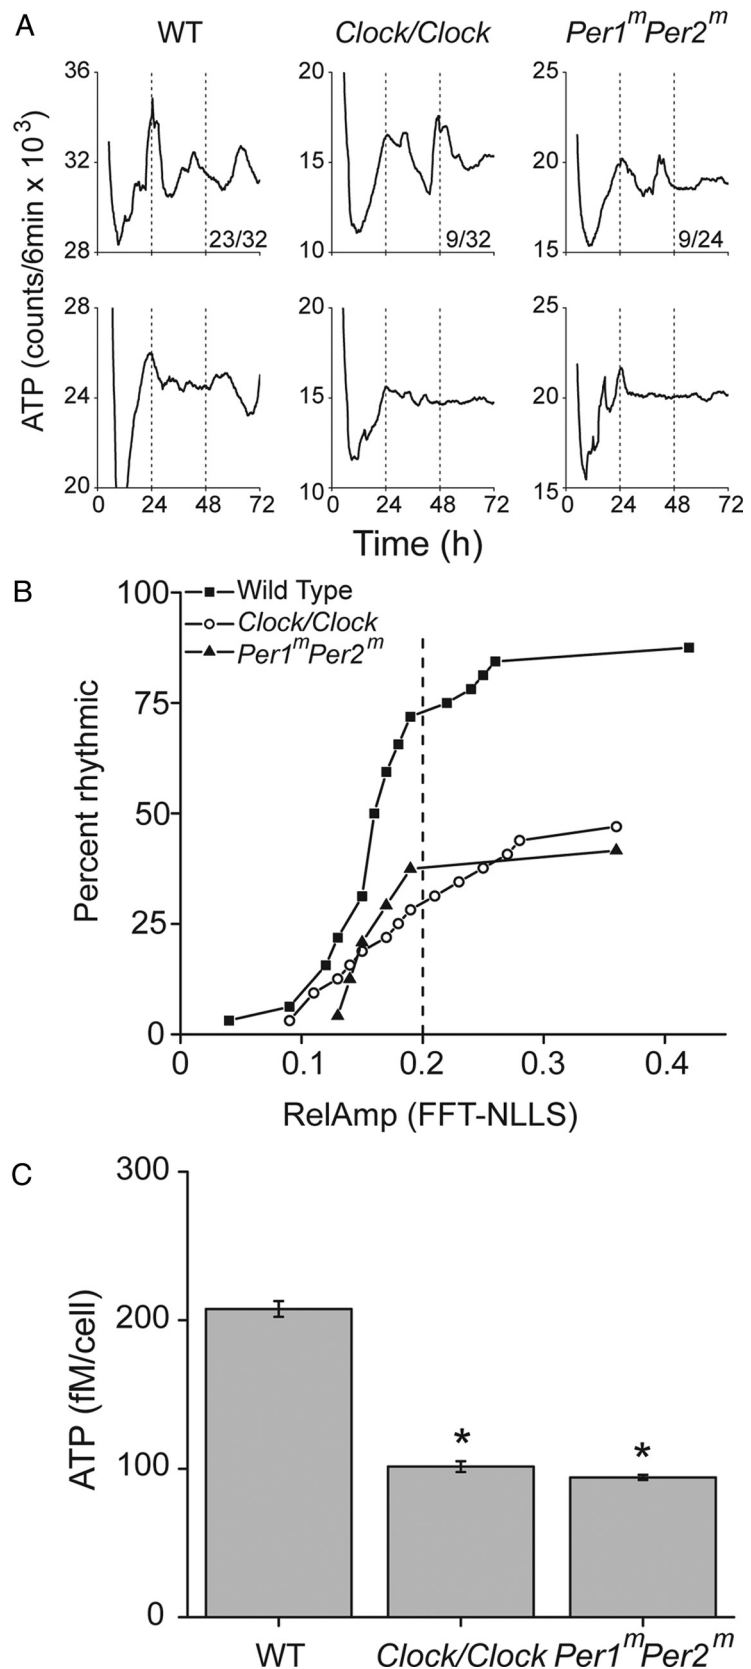 A
WT Clock/Clock Per1ᵐPer2ᵐ
ATP (counts/6min x 10³)
36 20 25
32 15 20
28 10 15
23/32 9/32 9/24
28 20 25
24 15 20
20 10 15
0 24 48 72 0 24 48 72 0 24 48 72
Time (h)
B
Wild Type
Clock/Clock
Per1ᵐPer2ᵐ
Percent rhythmic
100
75
50
25
0
0 0.1 0.2 0.3 0.4
RelAmp (FFT-NLLS)
C
ATP (fM/cell)
300
200
100
0
* *
WT Clock/Clock Per1ᵐPer2ᵐ